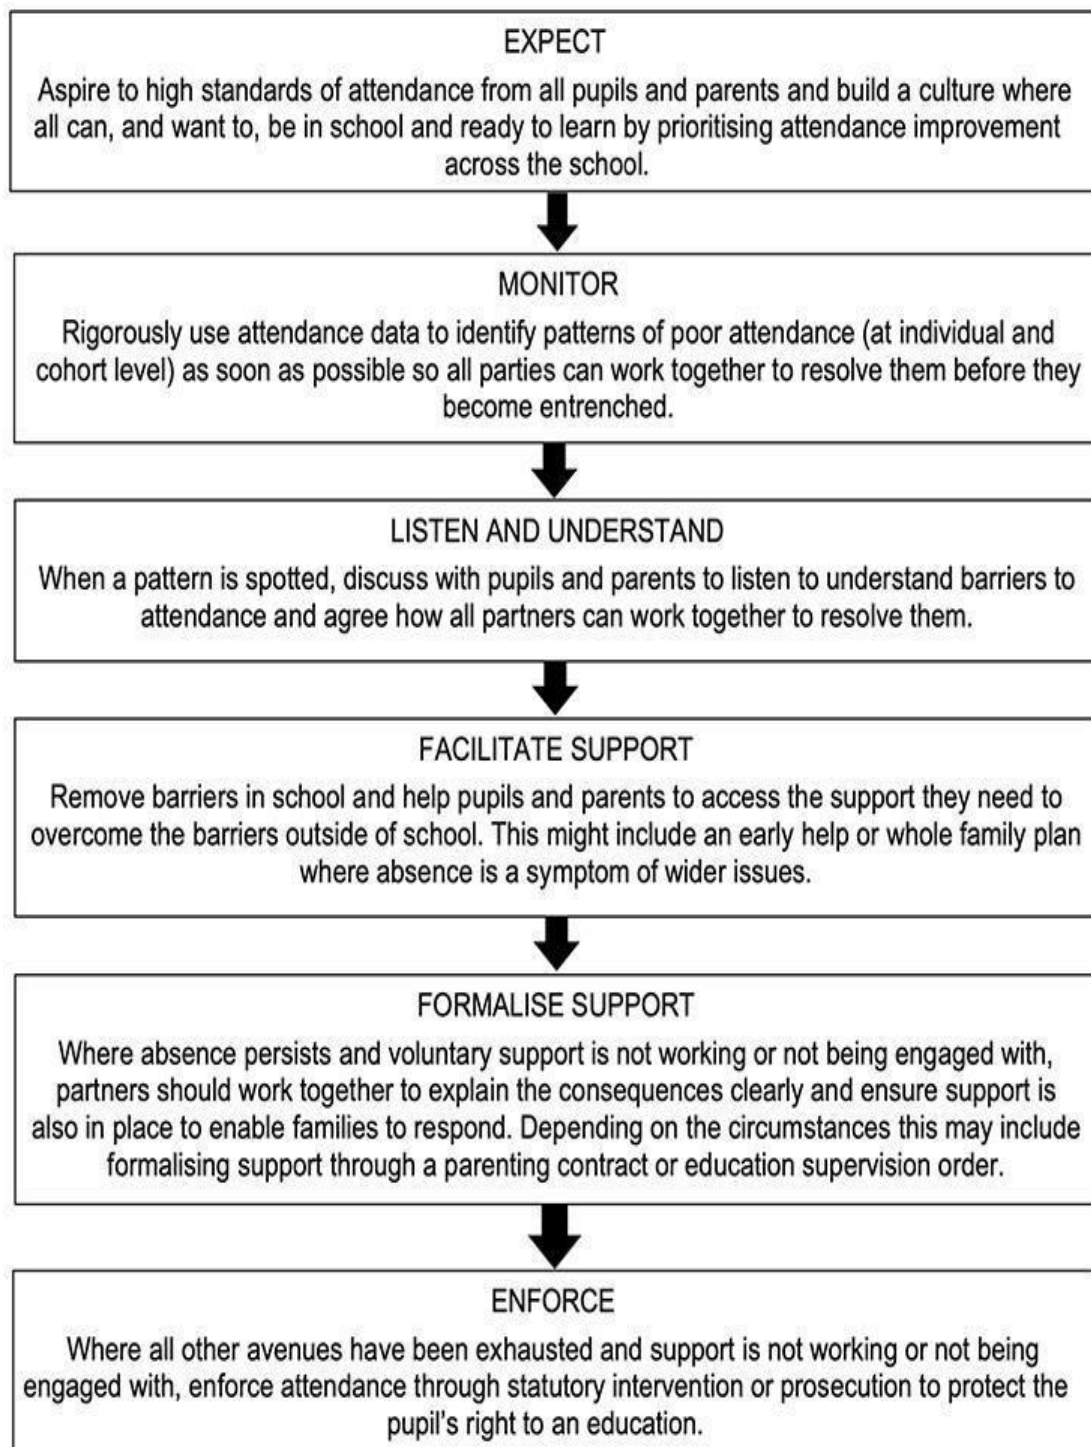 EXPECT
Aspire to high standards of attendance from all pupils and parents and build a culture where
all can, and want to, be in school and ready to learn by prioritising attendance improvement
across the school.
MONITOR
Rigorously use attendance data to identify patterns of poor attendance (at individual and
cohort level) as soon as possible so all parties can work together to resolve them before they
become entrenched.
LISTEN AND UNDERSTAND
When a pattern is spotted, discuss with pupils and parents to listen to understand barriers to
attendance and agree how all partners can work together to resolve them.
FACILITATE SUPPORT
Remove barriers in school and help pupils and parents to access the support they need to
overcome the barriers outside of school. This might include an early help or whole family plan
where absence is a symptom of wider issues.
FORMALISE SUPPORT
Where absence persists and voluntary support is not working or not being engaged with,
partners should work together to explain the consequences clearly and ensure support is
also in place to enable families to respond. Depending on the circumstances this may include
formalising support through a parenting contract or education supervision order.
ENFORCE
Where all other avenues have been exhausted and support is not working or not being
engaged with, enforce attendance through statutory intervention or prosecution to protect the
pupil's right to an education.